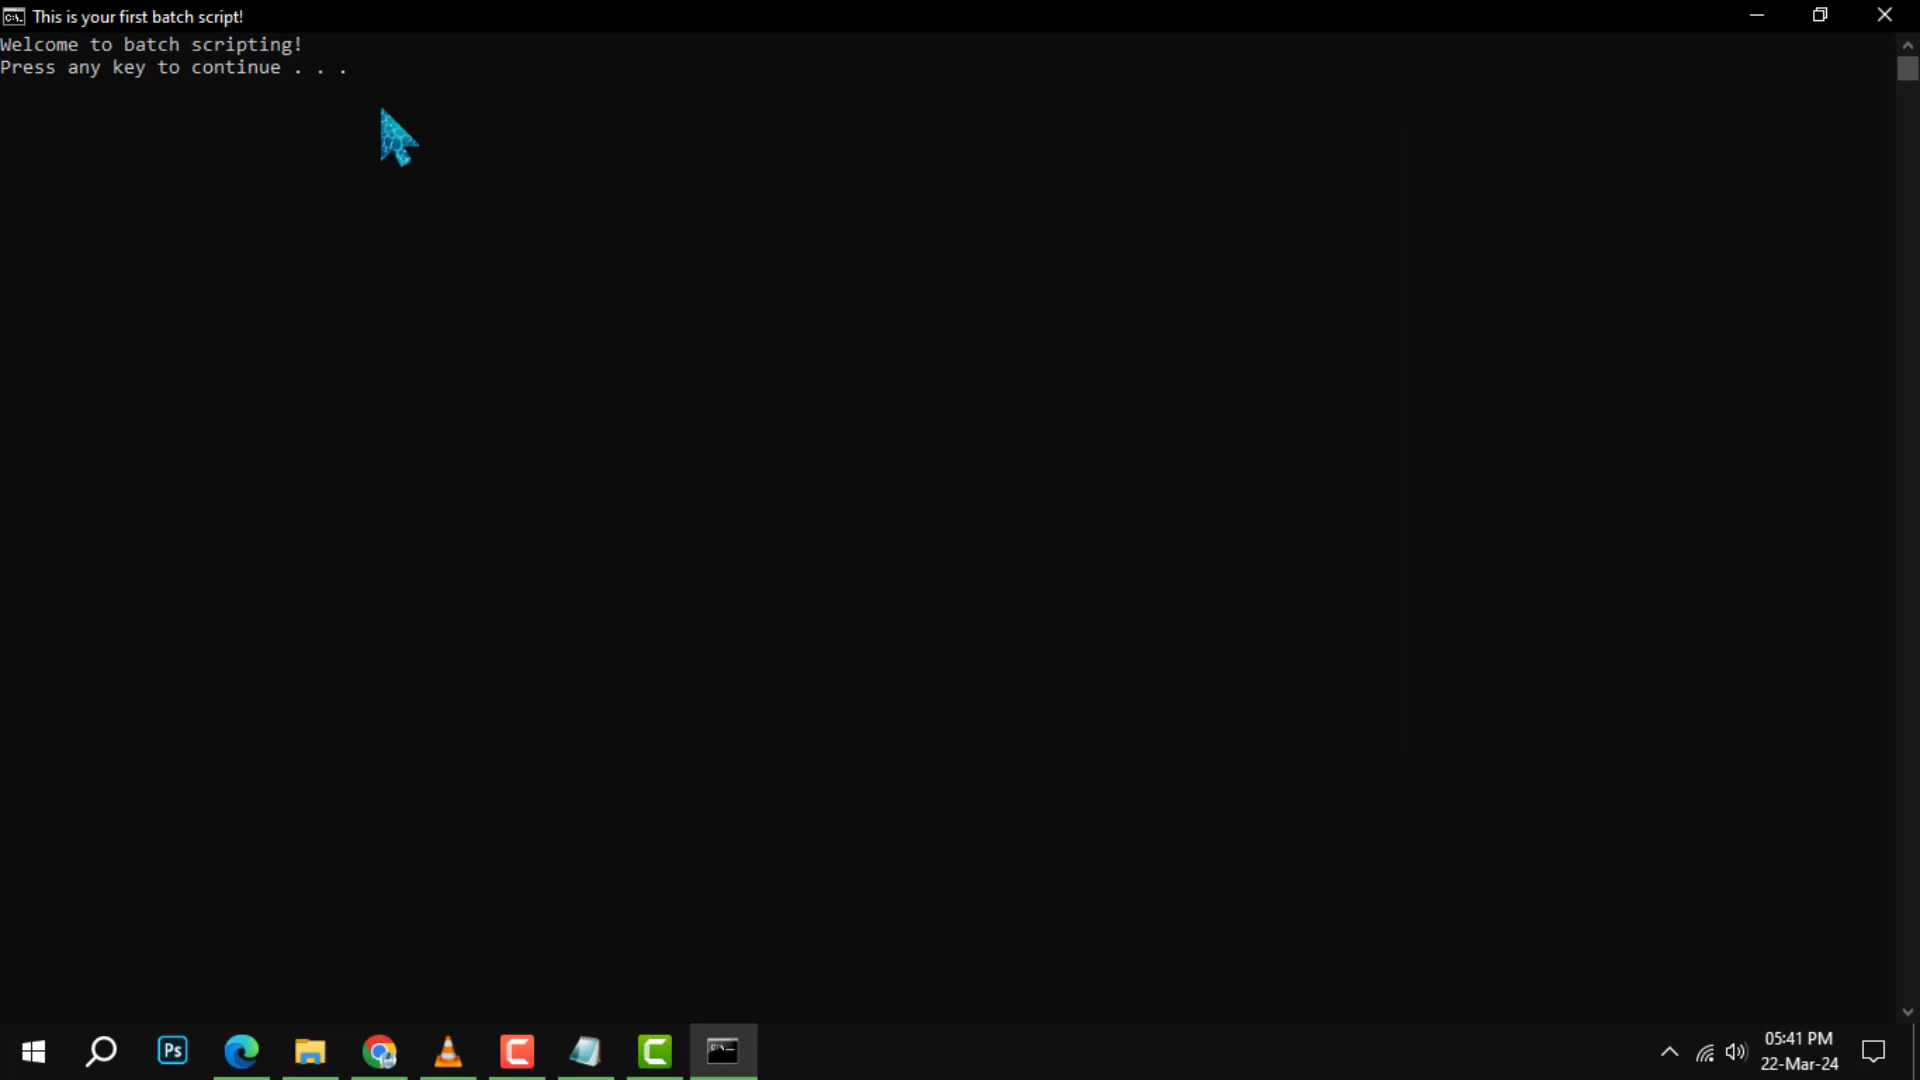 This is your first batch script!
Welcome to batch scripting!
Press any key to continue . . .
Ps
05:41 PM
22-Mar-24